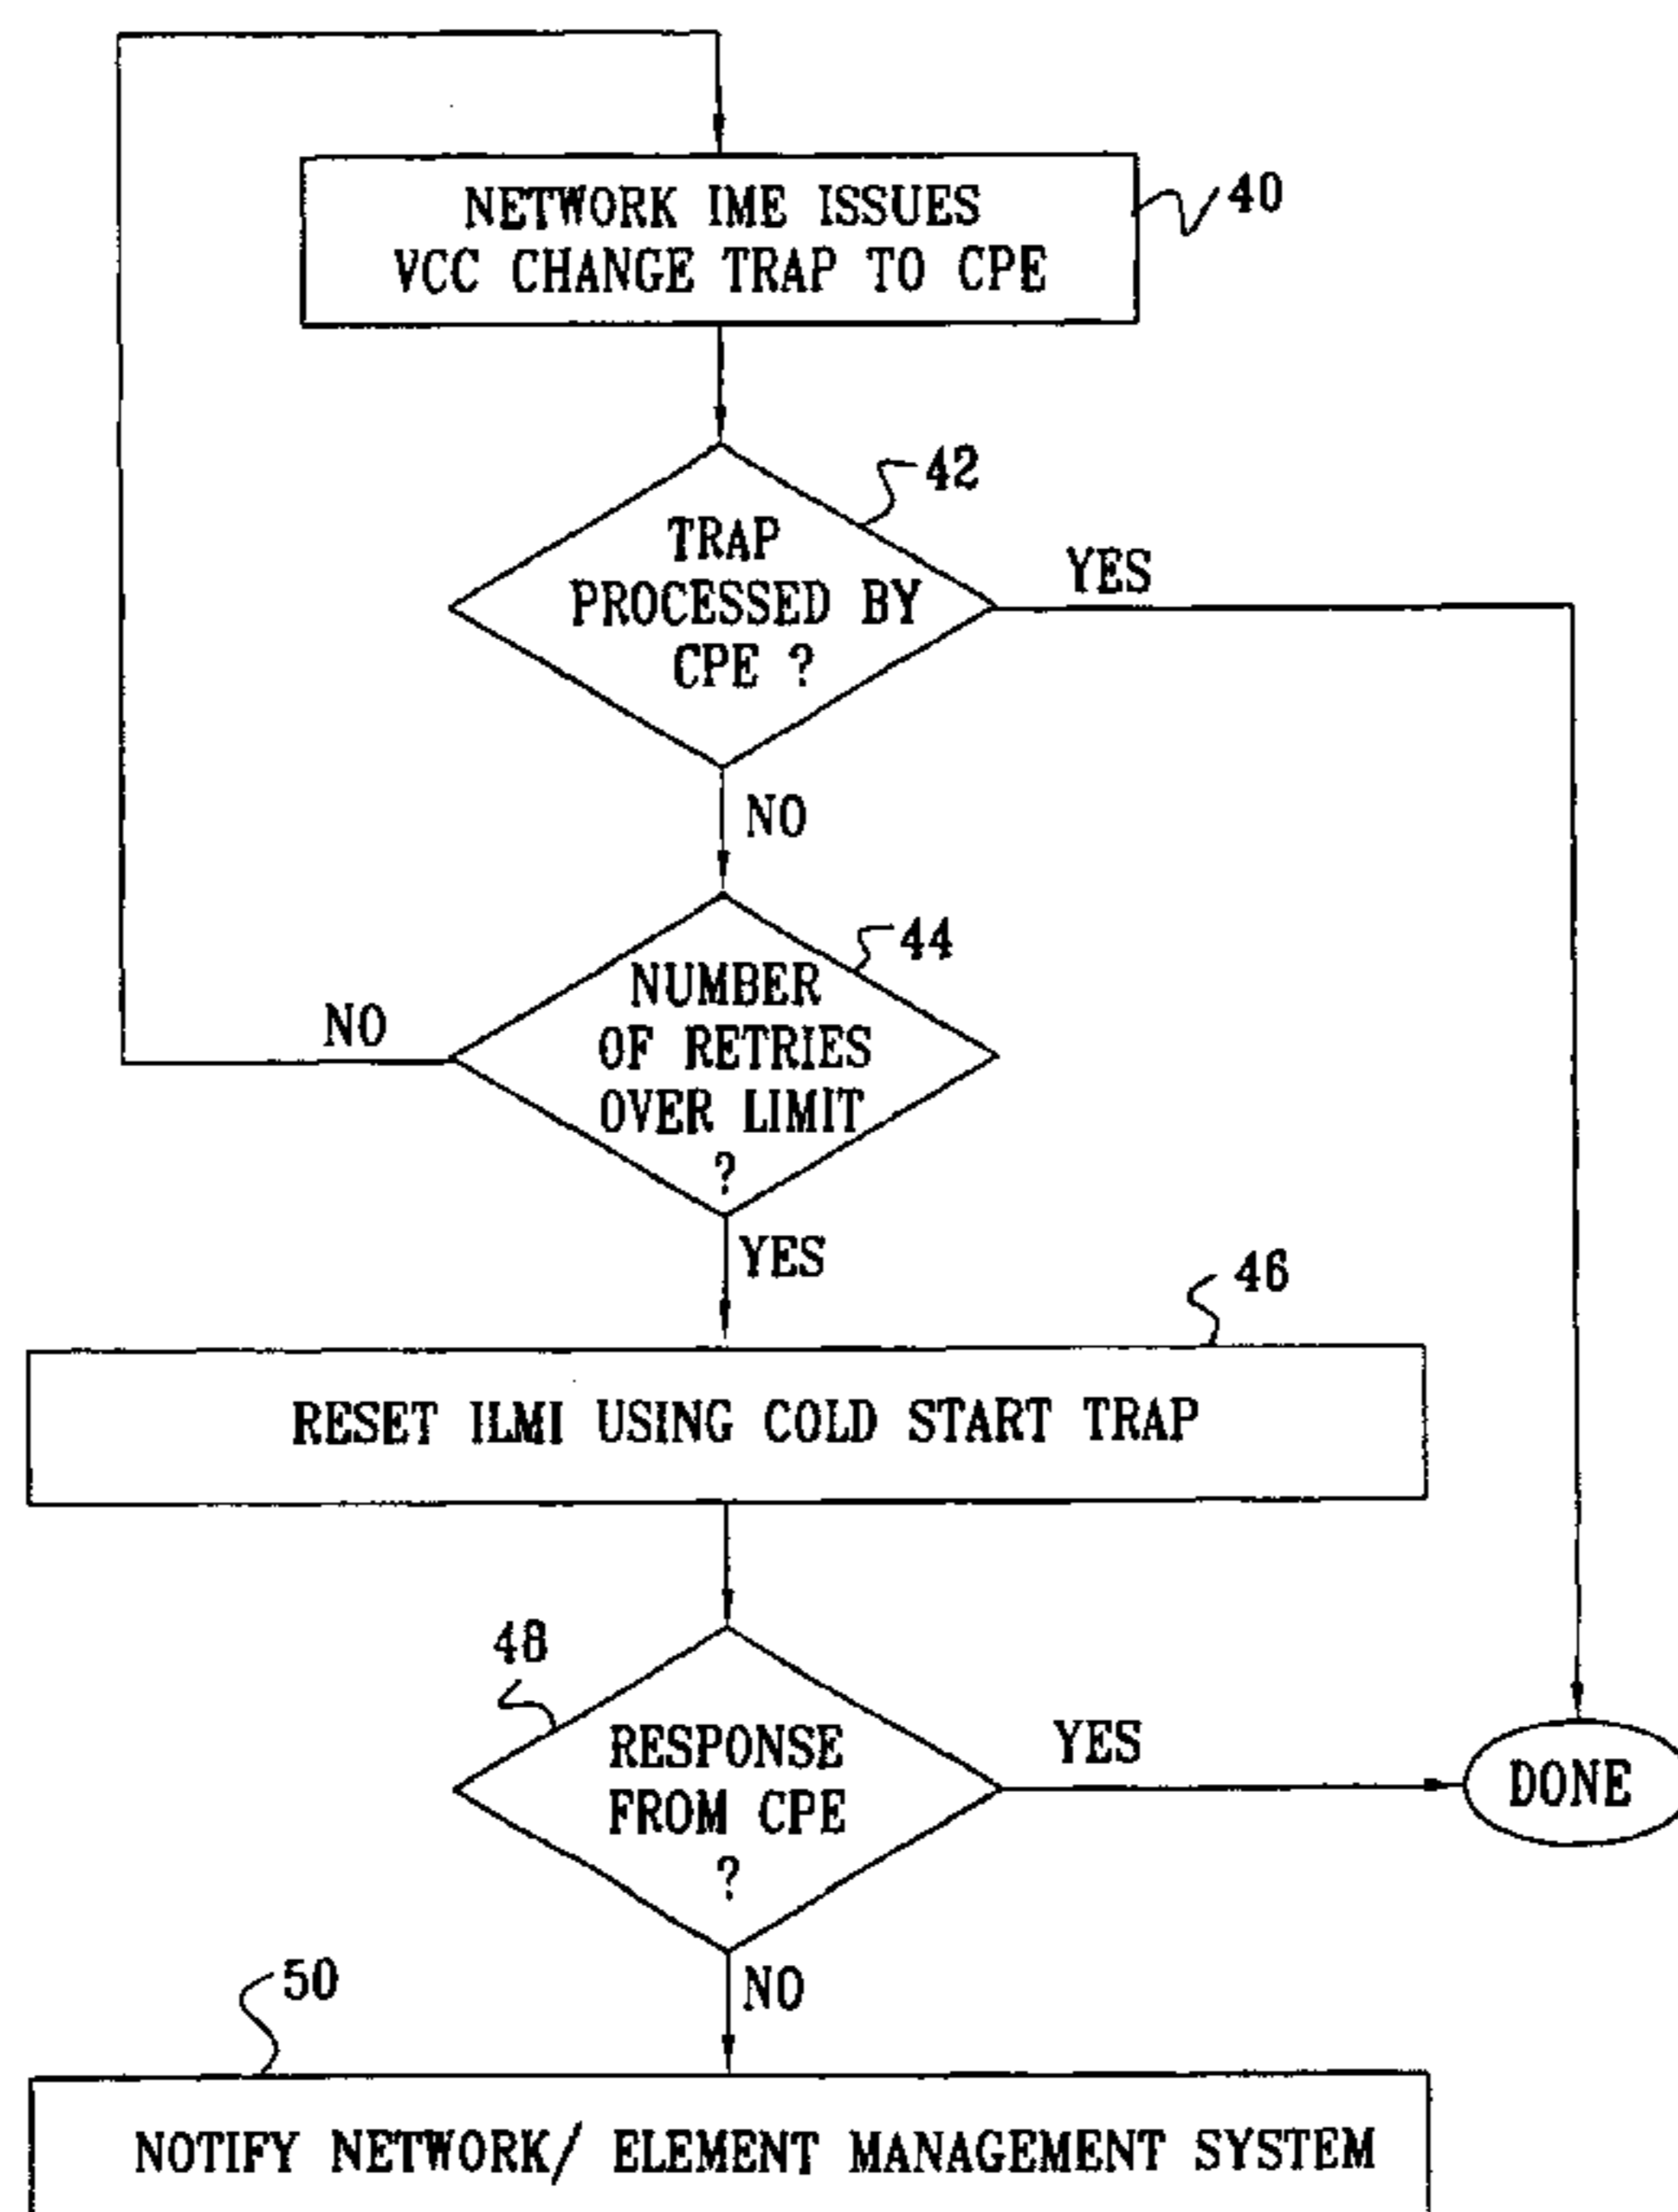 NETWORK IME ISSUES
VCC CHANGE TRAP TO CPE
40
42
TRAP
PROCESSED BY
CPE ?
YES
NO
44
NUMBER
OF RETRIES
OVER LIMIT
?
NO
YES
46
RESET ILMI USING COLD START TRAP
48
RESPONSE
FROM CPE
?
YES
DONE
NO
50
NOTIFY NETWORK/ ELEMENT MANAGEMENT SYSTEM